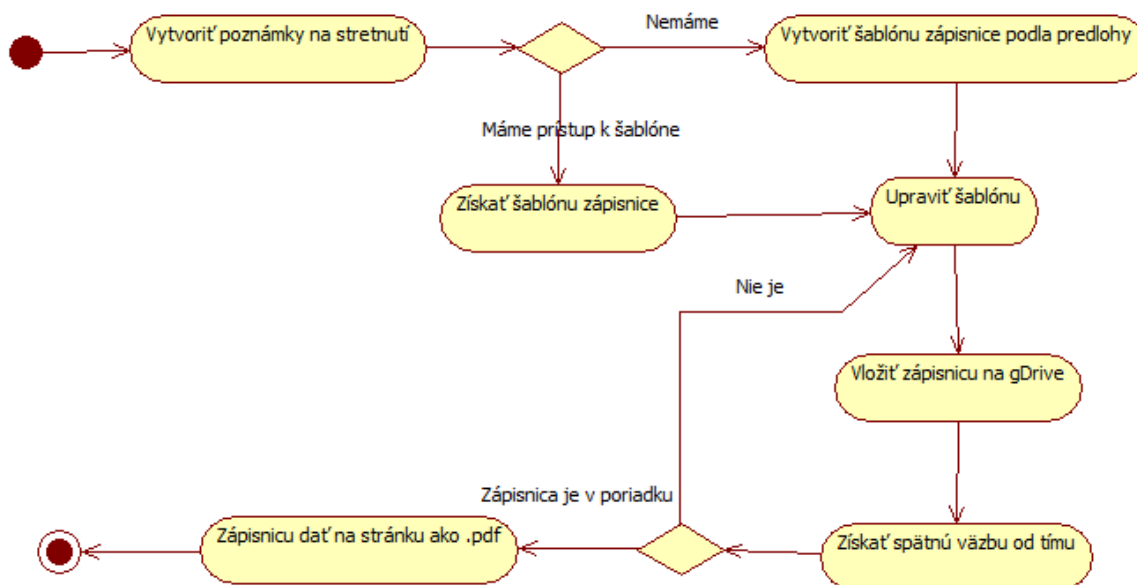 Nemáme
Vytvoriť poznámky na stretnutí
Vytvoriť šablónu zápisnice podla predlohy
Máme prístup k šablóne
Získať šablónu zápisnice
Upraviť šablónu
Nie je
Vložiť zápisnicu na gDrive
Zápisnica je v poriadku
Zápisnicu dať na stránku ako .pdf
Získať spätnú väzbu od tímu